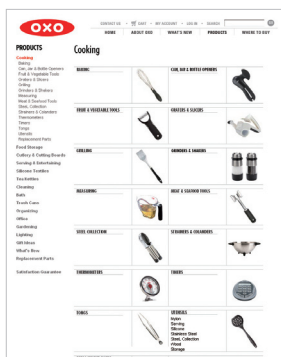 OXO
CONTACT US • CART • MY ACCOUNT • LOG IN • SEARCH
HOME ABOUT OXO WHAT'S NEW PRODUCTS WHERE TO BUY
PRODUCTS
Cooking
Baking
Can, Jar & Bottle Openers
Fruit & Vegetable Tools
Graters & Slicers
Grilling
Grinders & Shakers
Measuring
Meat & Seafood Tools
Steel, Collection
Strainers & Colanders
Thermometers
Timers
Tongs
Utensils
Replacement Parts
Food Storage
Cutlery & Cutting Boards
Serving & Entertaining
Silicone Textiles
Tea Kettles
Cleaning
Bath
Trash Cans
Organizing
Office
Gardening
Lighting
Gift Ideas
What's New
Replacement Parts
Satisfaction Guarantee
Cooking
BAKING
CAN, JAR & BOTTLE OPENERS
FRUIT & VEGETABLE TOOLS
GRATERS & SLICERS
GRILLING
GRINDERS & SHAKERS
MEASURING
MEAT & SEAFOOD TOOLS
STEEL COLLECTION
STRAINERS & COLANDERS
THERMOMETERS
TIMERS
TONGS
UTENSILS
Nylon
Serving
Silicone
Stainless Steel
Steel, Collection
Wood
Storage